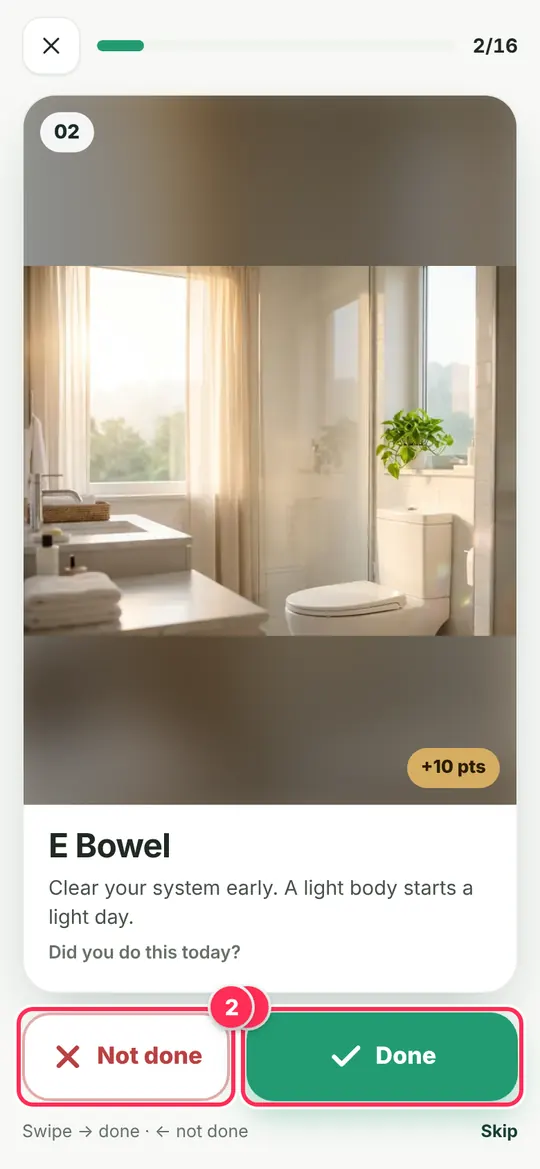 2/16
02
+10 pts
E Bowel
Clear your system early. A light body starts a
light day.
Did you do this today?
2
Not done
Done
Swipe → done · ← not done
Skip